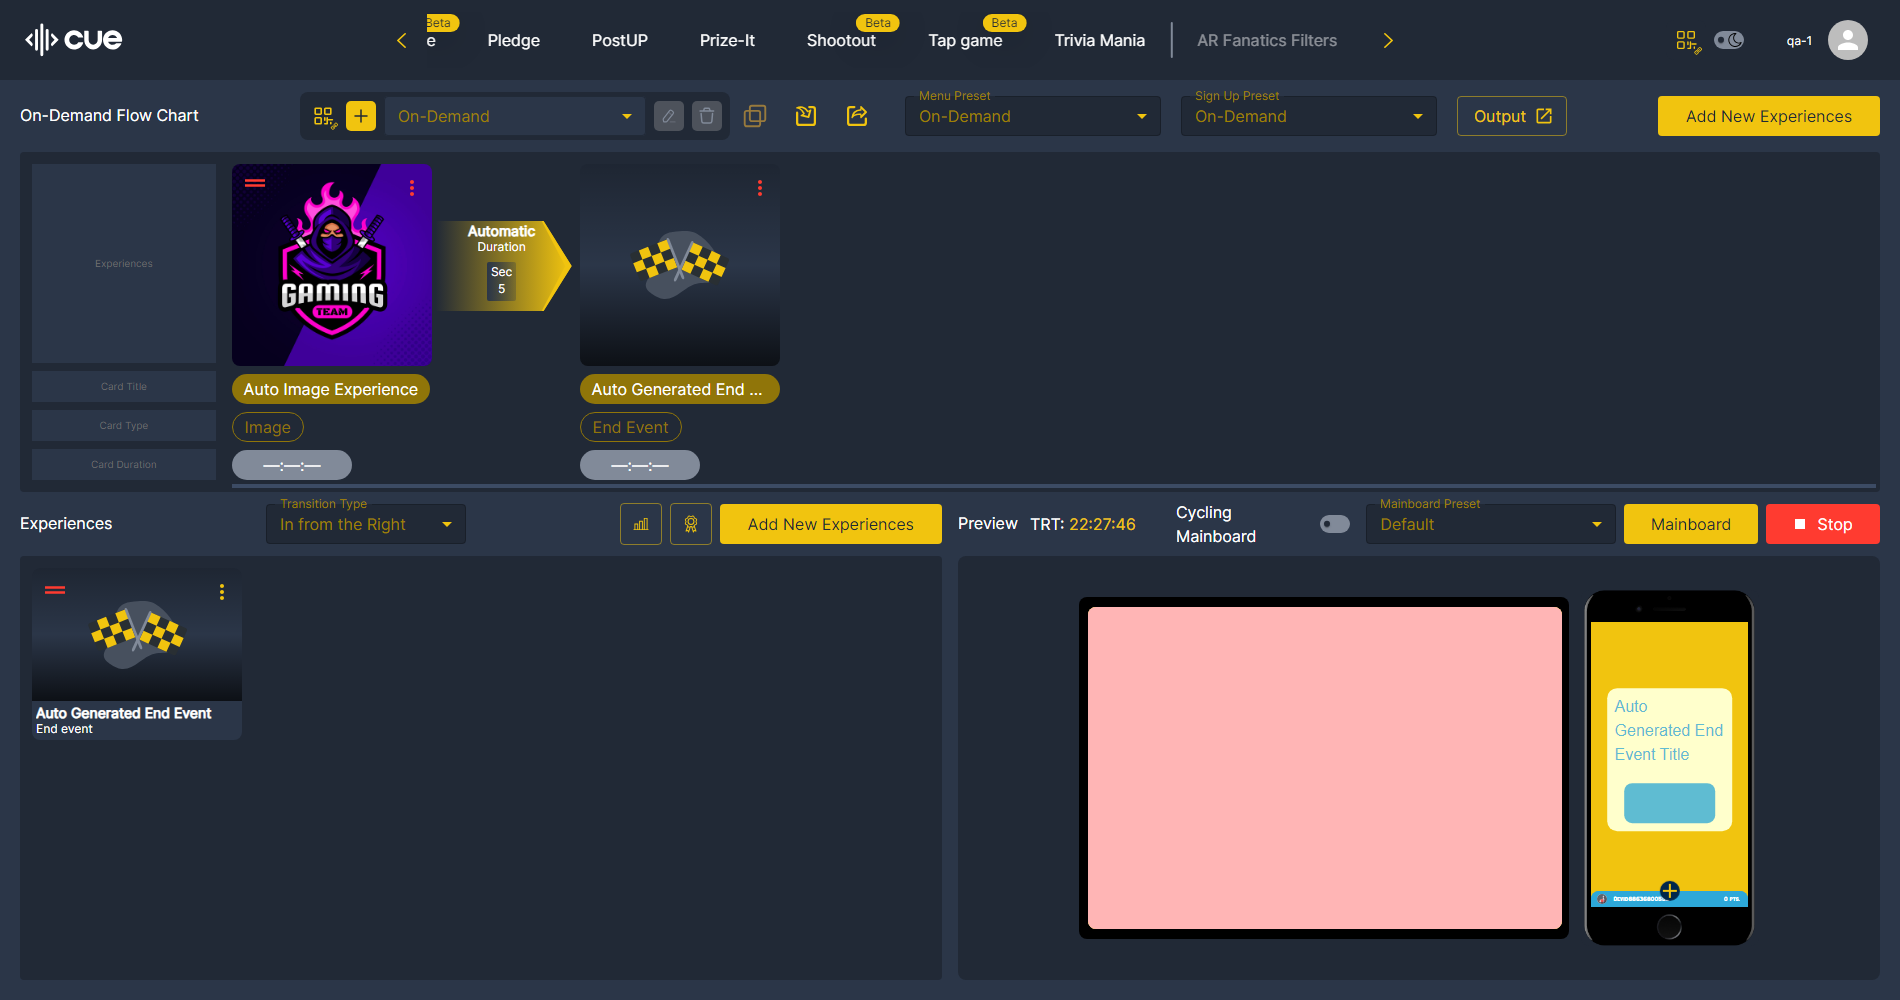 cue
e
Beta
Pledge
PostUP
Prize-It
Shootout
Beta
Tap game
Beta
Trivia Mania
AR Fanatics Filters
qa-1
On-Demand Flow Chart
On-Demand
Menu Preset
On-Demand
Sign Up Preset
On-Demand
Output
Add New Experiences
Experiences
Card Title
Card Type
Card Duration
GAMING
TEAM
Automatic
Duration
Sec
5
Auto Image Experience
Image
—:—:—
Auto Generated End ...
End Event
—:—:—
Experiences
Transition Type
In from the Right
Add New Experiences
Preview
TRT: 22:27:46
Cycling
Mainboard
Mainboard Preset
Default
Mainboard
Stop
Auto Generated End Event
End event
Auto
Generated End
Event Title
0 PTS.